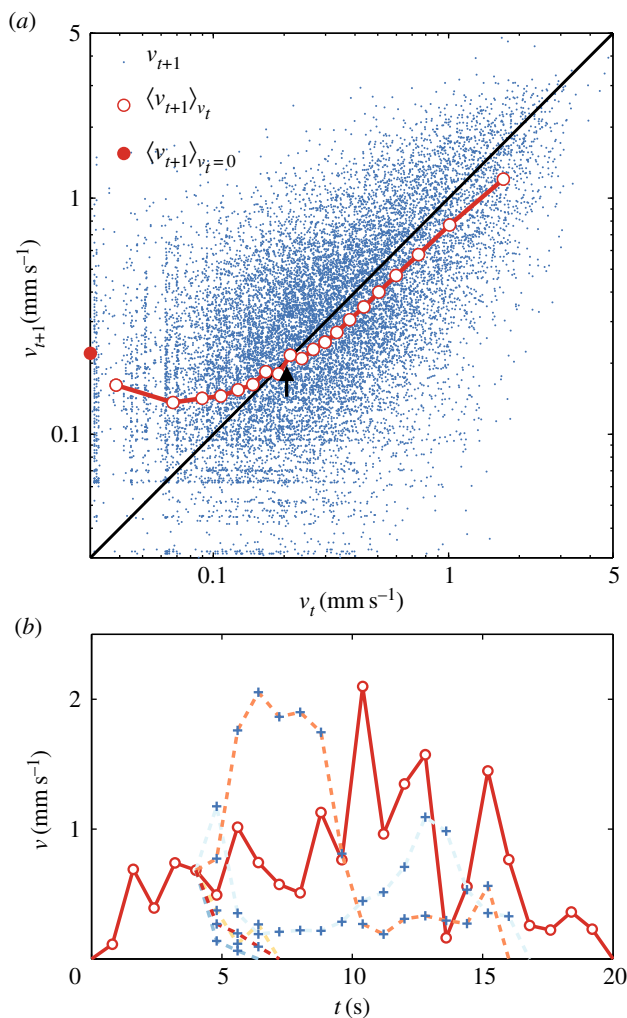 (a)
5
v_{t+1}
⟨v_{t+1}⟩_{v_t}
⟨v_{t+1}⟩_{v_t=0}
1
v_{t+1} (mm s⁻¹)
0.1
0.1 1 5
v_t (mm s⁻¹)
(b)
2
v (mm s⁻¹)
1
0 5 10 15 20
t (s)